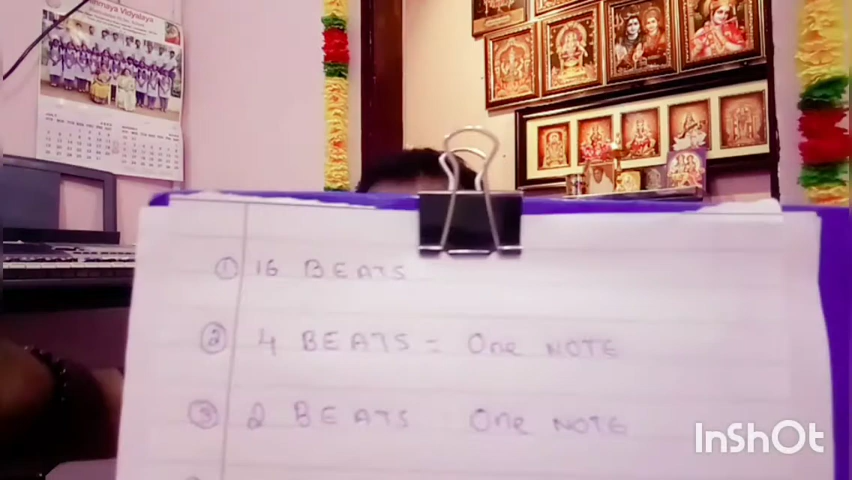 ① 16 BEATS
② 4 BEATS = One NOTE
③ 2 BEATS One NOTE
InShOt